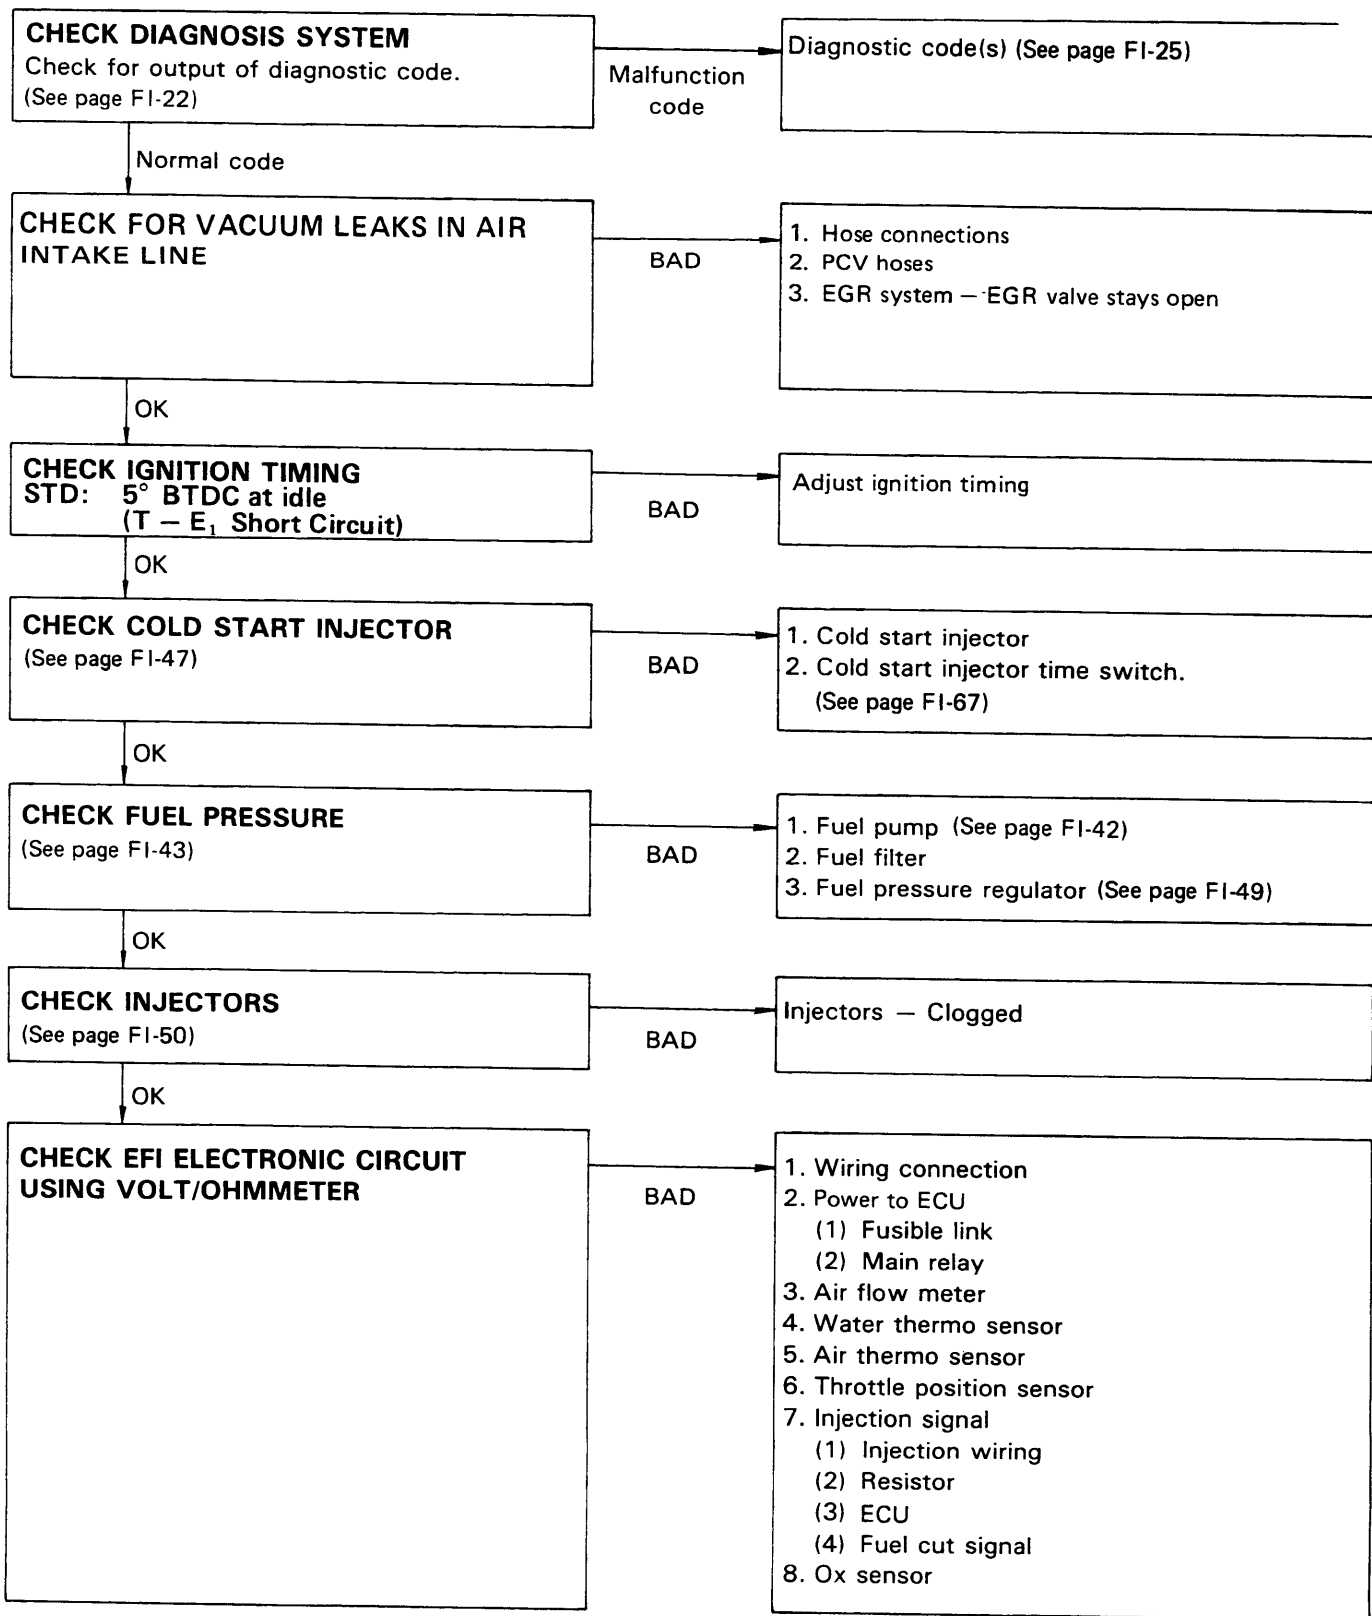 CHECK DIAGNOSIS SYSTEM
Check for output of diagnostic code.
(See page FI-22)
Malfunction
code
Diagnostic code(s) (See page FI-25)
Normal code
CHECK FOR VACUUM LEAKS IN AIR
INTAKE LINE
BAD
1. Hose connections
2. PCV hoses
3. EGR system — EGR valve stays open
OK
CHECK IGNITION TIMING
STD: 5° BTDC at idle
(T — E₁ Short Circuit)
BAD
Adjust ignition timing
OK
CHECK COLD START INJECTOR
(See page FI-47)
BAD
1. Cold start injector
2. Cold start injector time switch.
(See page FI-67)
OK
CHECK FUEL PRESSURE
(See page FI-43)
BAD
1. Fuel pump (See page FI-42)
2. Fuel filter
3. Fuel pressure regulator (See page FI-49)
OK
CHECK INJECTORS
(See page FI-50)
BAD
Injectors — Clogged
OK
CHECK EFI ELECTRONIC CIRCUIT
USING VOLT/OHMMETER
BAD
1. Wiring connection
2. Power to ECU
(1) Fusible link
(2) Main relay
3. Air flow meter
4. Water thermo sensor
5. Air thermo sensor
6. Throttle position sensor
7. Injection signal
(1) Injection wiring
(2) Resistor
(3) ECU
(4) Fuel cut signal
8. Ox sensor